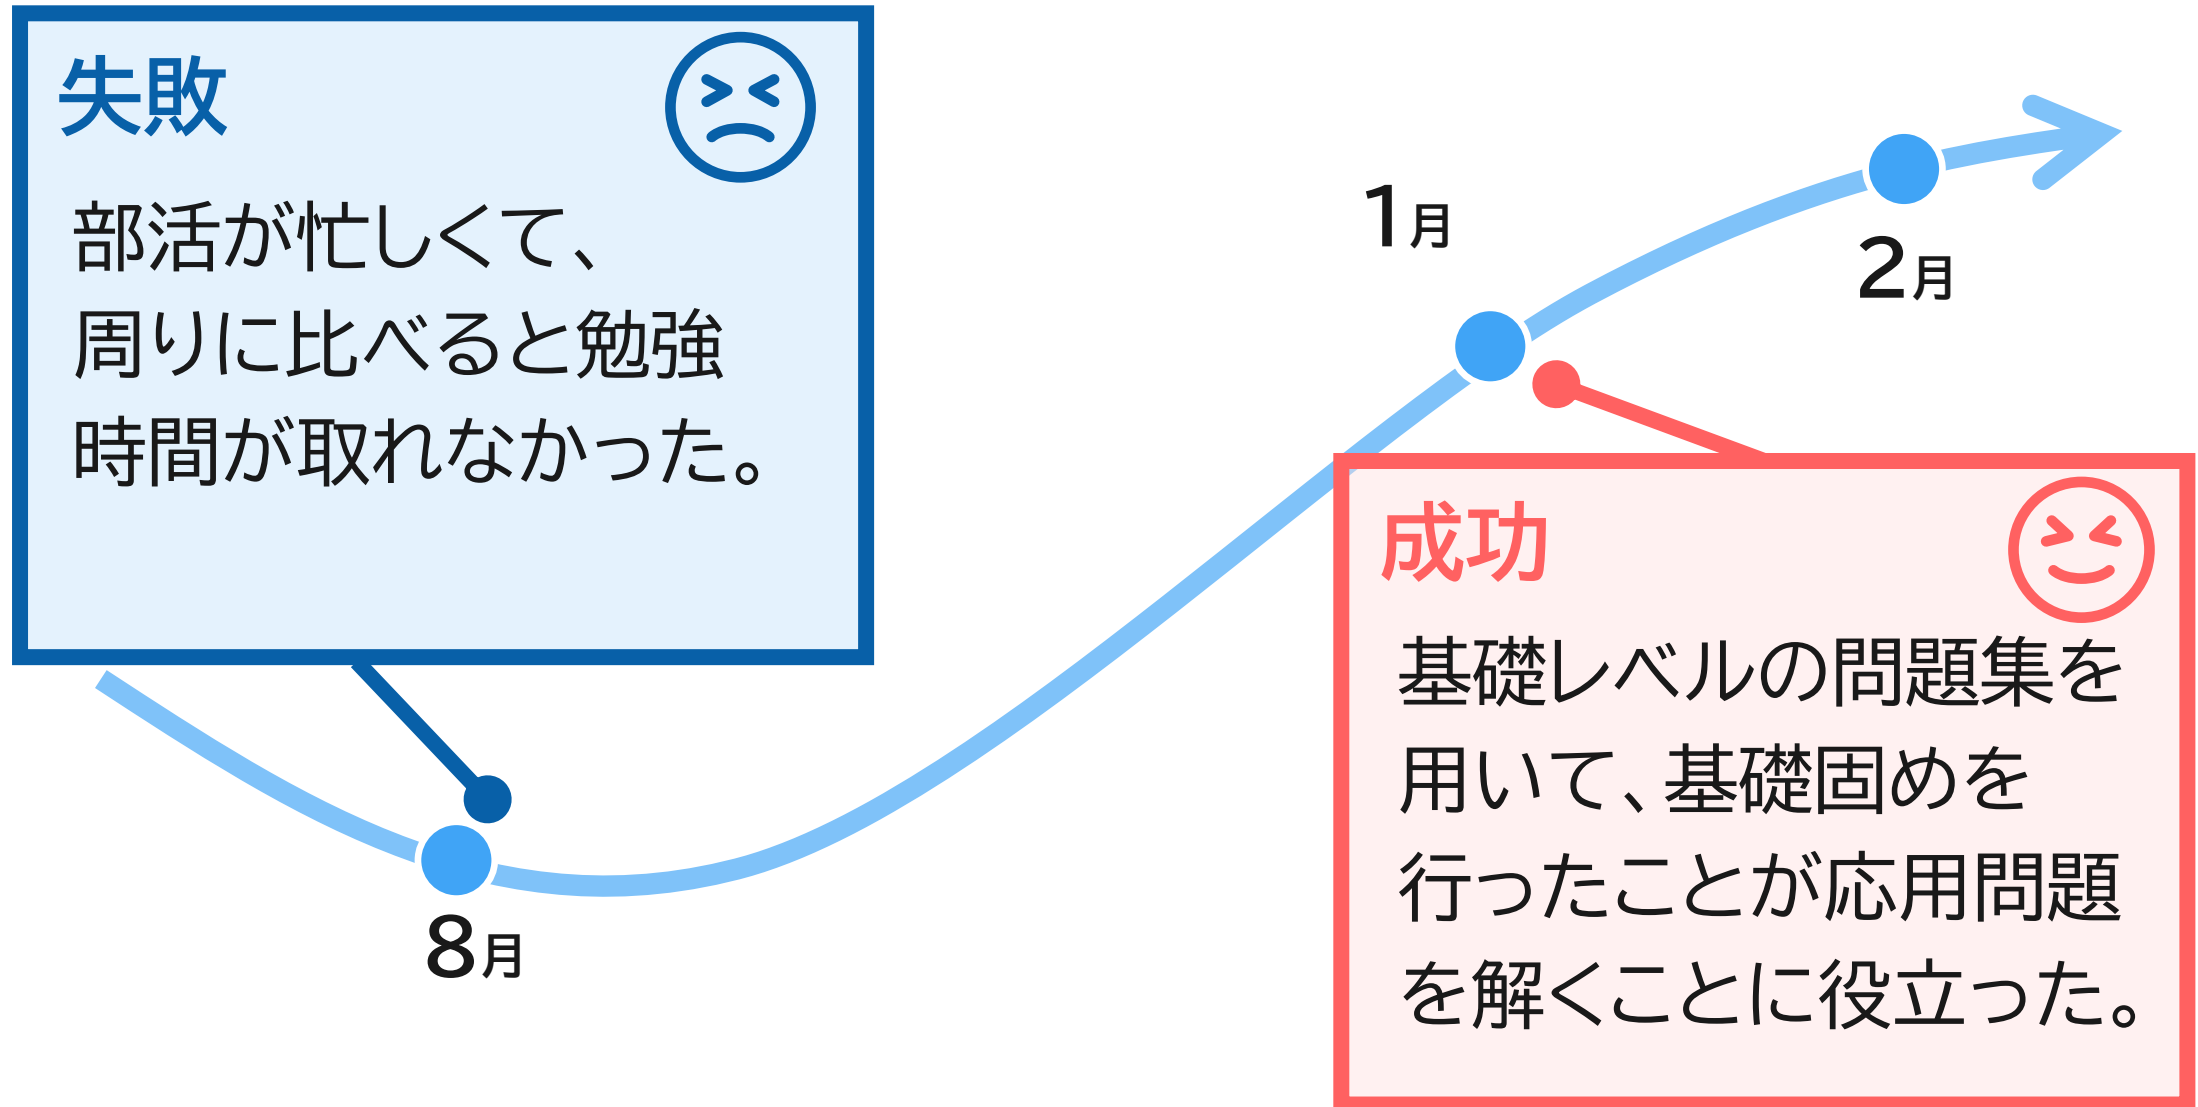 失敗
部活が忙しくて、
周りに比べると勉強
時間が取れなかった。
8月
1月
2月
成功
基礎レベルの問題集を
用いて、基礎固めを
行ったことが応用問題
を解くことに役立った。